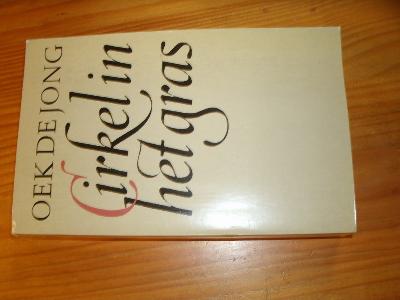 OEK DE JONG
Cirkel in
het gras